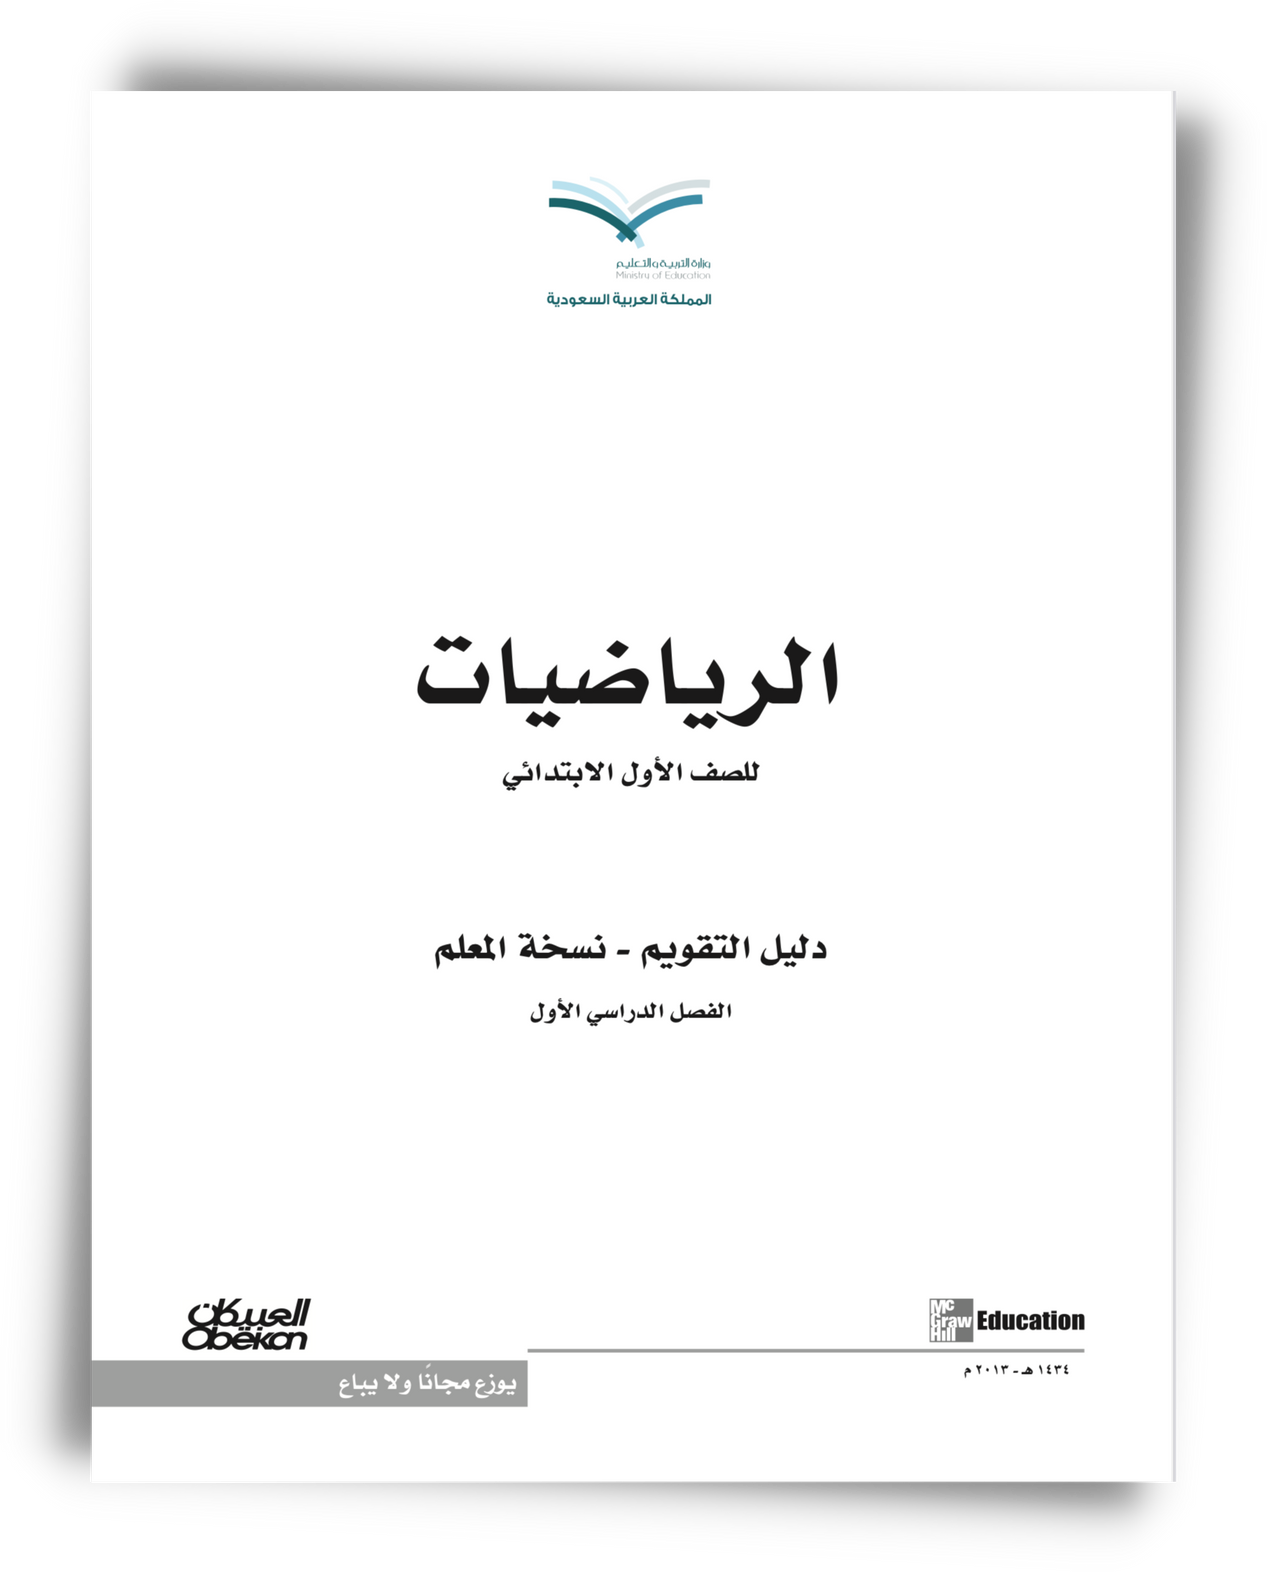 وزارة التربية والتعليم
Ministry of Education
المملكة العربية السعودية
الرياضيات
للصف الأول الابتدائي
دليل التقويم - نسخة المعلم
الفصل الدراسي الأول
Mc
Graw
Hill
Education
العبيكان
Obëkan
١٤٣٤ هـ - ٢٠١٣ م
يوزع مجانًا ولا يباع